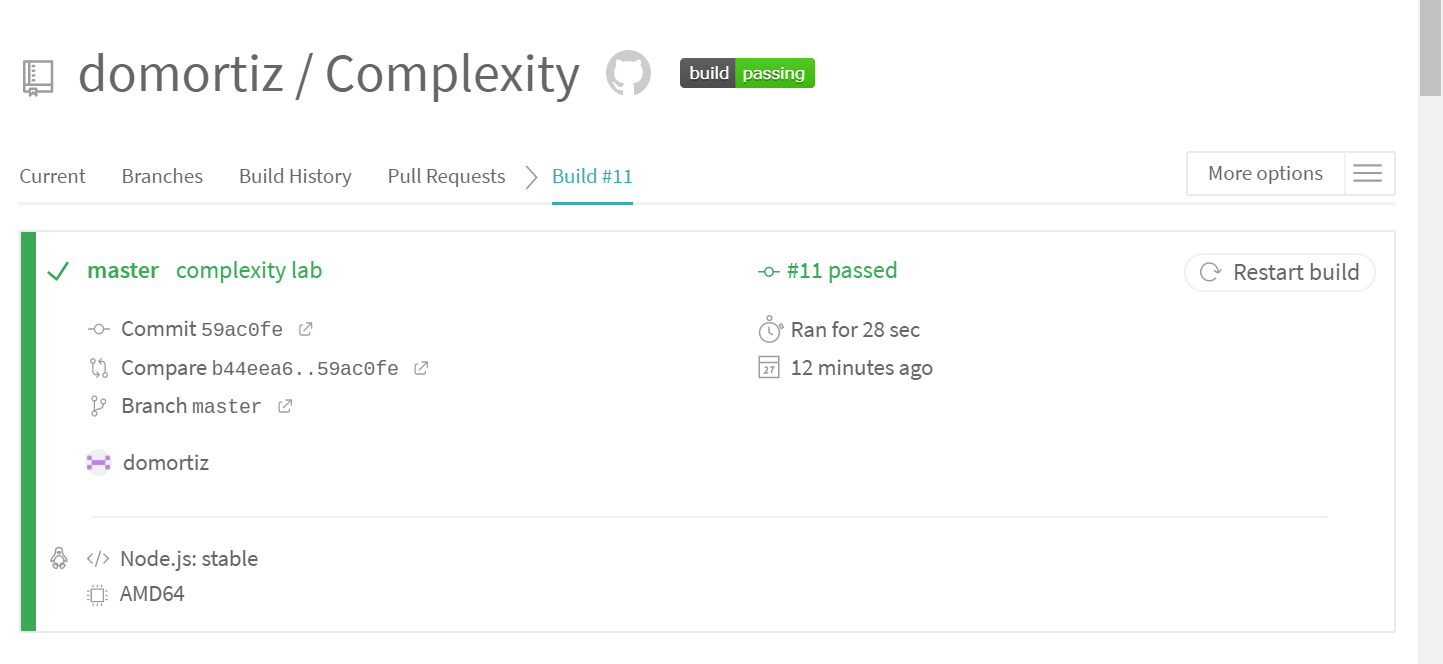 domortiz / Complexity build passing
Current Branches Build History Pull Requests Build #11 More options
master complexity lab #11 passed Restart build
Commit 59ac0fe Ran for 28 sec
Compare b44eea6..59ac0fe 27 12 minutes ago
Branch master
domortiz
</> Node.js: stable
AMD64